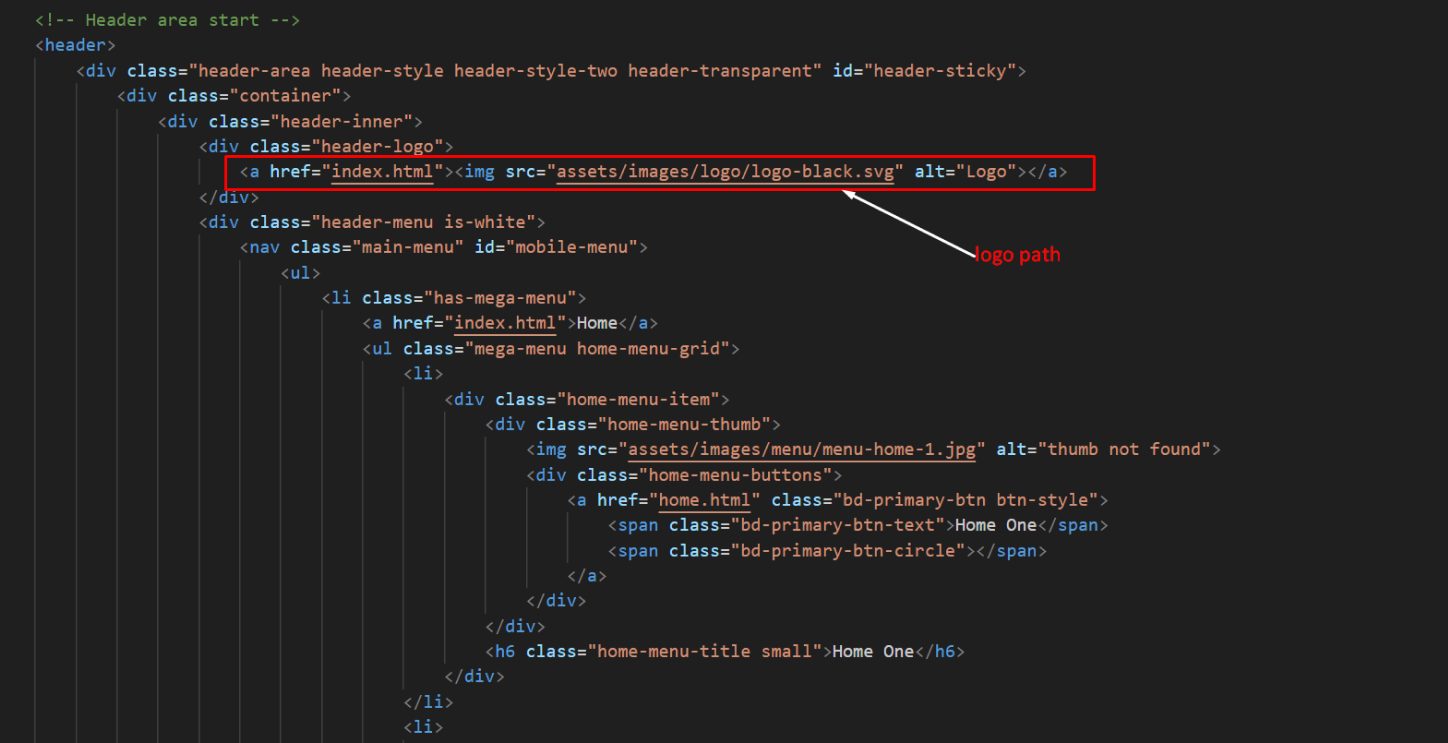 <!-- Header area start -->
<header>
<div class="header-area header-style header-style-two header-transparent" id="header-sticky">
<div class="container">
<div class="header-inner">
<div class="header-logo">
<a href="index.html"><img src="assets/images/logo/logo-black.svg" alt="Logo"></a>
</div>
<div class="header-menu is-white">
<nav class="main-menu" id="mobile-menu">
logo path
<ul>
<li class="has-mega-menu">
<a href="index.html">Home</a>
<ul class="mega-menu home-menu-grid">
<li>
<div class="home-menu-item">
<div class="home-menu-thumb">
<img src="assets/images/menu/menu-home-1.jpg" alt="thumb not found">
<div class="home-menu-buttons">
<a href="home.html" class="bd-primary-btn btn-style">
<span class="bd-primary-btn-text">Home One</span>
<span class="bd-primary-btn-circle"></span>
</a>
</div>
</div>
<h6 class="home-menu-title small">Home One</h6>
</div>
</li>
<li>